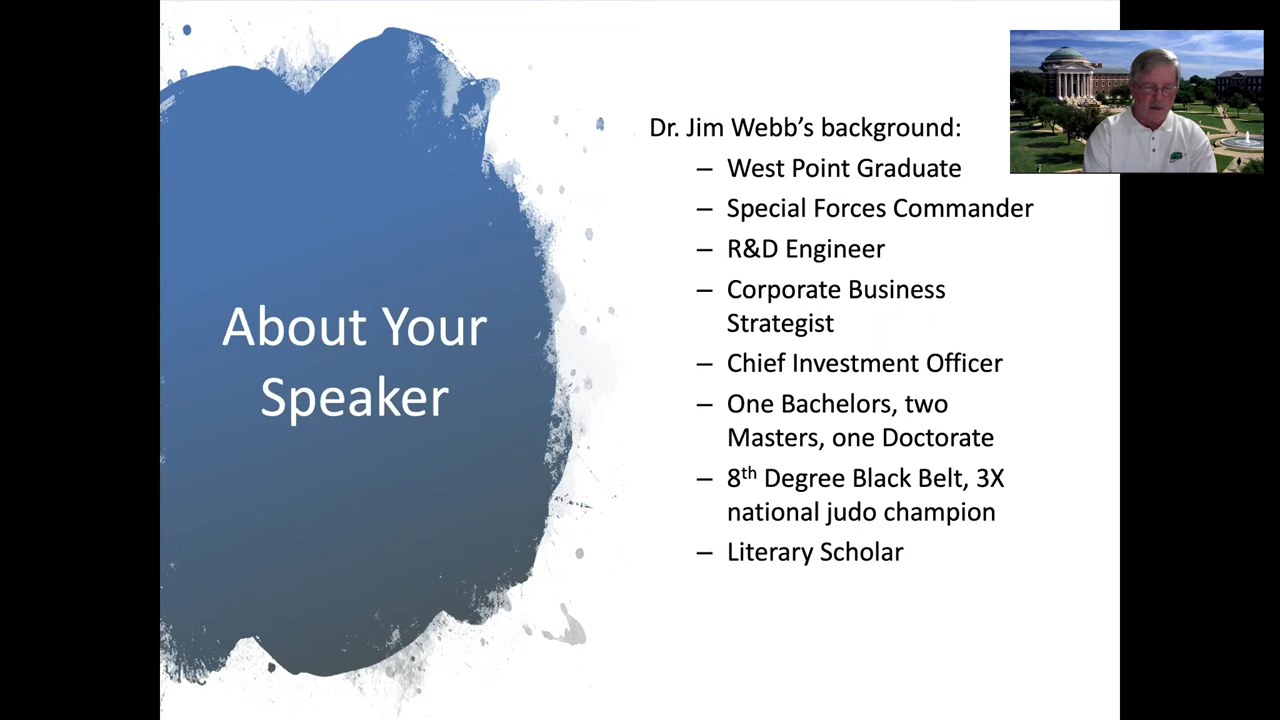 About Your
Speaker
Dr. Jim Webb’s background:
– West Point Graduate
– Special Forces Commander
– R&D Engineer
– Corporate Business
Strategist
– Chief Investment Officer
– One Bachelors, two
Masters, one Doctorate
– 8th Degree Black Belt, 3X
national judo champion
– Literary Scholar